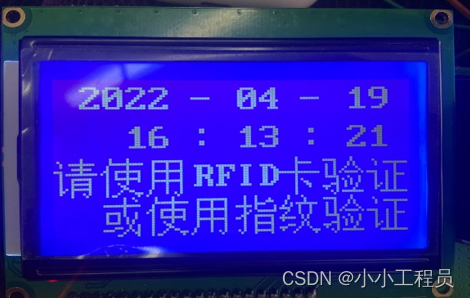 2022 - 04 - 19
16 : 13 : 21
请使用RFID卡验证
或使用指纹验证
CSDN @小小工程员